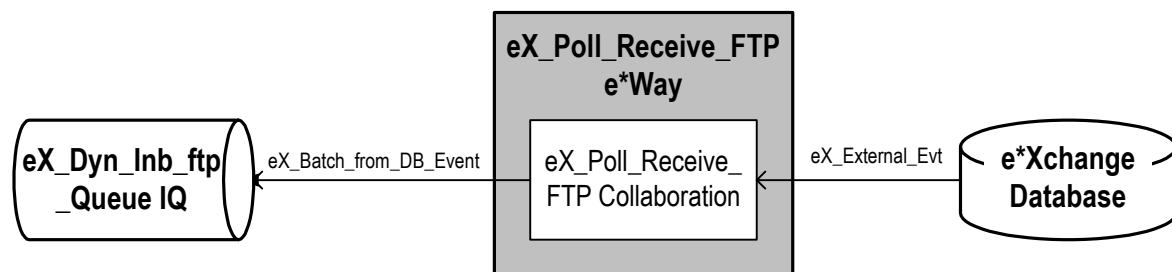 eX_Poll_Receive_FTP
e*Way
eX_Dyn_Inb_ftp
_Queue IQ
eX_Batch_from_DB_Event
eX_Poll_Receive_
FTP Collaboration
eX_External_Evt
e*Xchange
Database